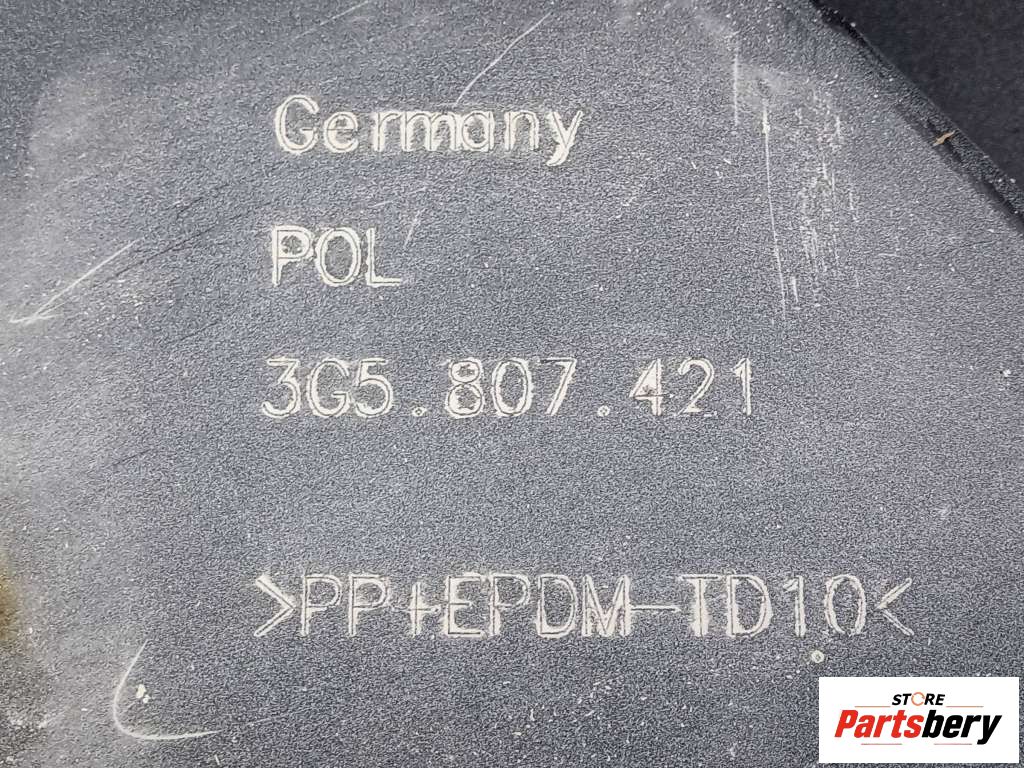 Germany
POL
3G5.807.421
>PP+EPDM-TD10<
STORE
Partsbery